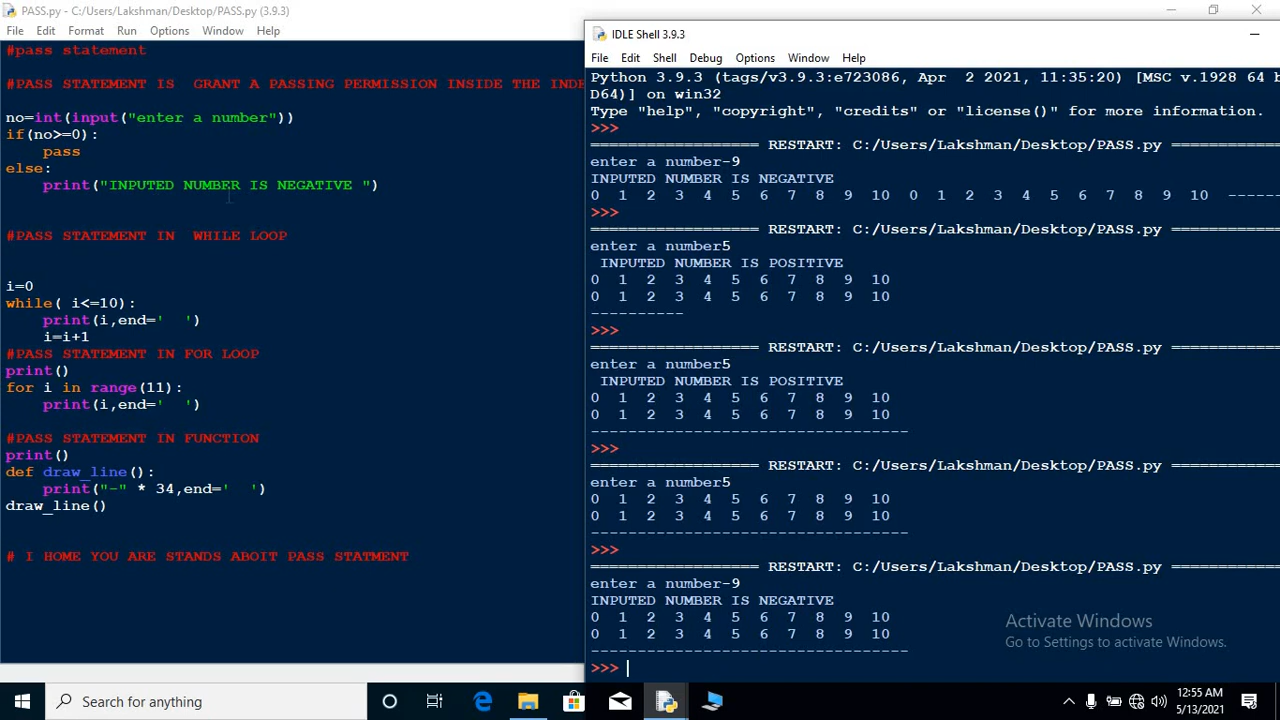 PASS.py - C:/Users/Lakshman/Desktop/PASS.py (3.9.3)
File Edit Format Run Options Window Help
#pass statement
#PASS STATEMENT IS  GRANT A PASSING PERMISSION INSIDE THE INDE
no=int(input("enter a number"))
if(no>=0):
    pass
else:
    print("INPUTED NUMBER IS NEGATIVE ")
#PASS STATEMENT IN  WHILE LOOP
i=0
while( i<=10):
    print(i,end='  ')
    i=i+1
#PASS STATEMENT IN FOR LOOP
print()
for i in range(11):
    print(i,end='  ')
#PASS STATEMENT IN FUNCTION
print()
def draw_line():
    print("-" * 34,end='  ')
draw_line()
# I HOME YOU ARE STANDS ABOIT PASS STATMENT
IDLE Shell 3.9.3
File Edit Shell Debug Options Window Help
Python 3.9.3 (tags/v3.9.3:e723086, Apr  2 2021, 11:35:20) [MSC v.1928 64 b
D64)] on win32
Type "help", "copyright", "credits" or "license()" for more information.
>>>
================== RESTART: C:/Users/Lakshman/Desktop/PASS.py ============
enter a number-9
INPUTED NUMBER IS NEGATIVE
0  1  2  3  4  5  6  7  8  9  10  0  1  2  3  4  5  6  7  8  9  10  ------
>>>
================== RESTART: C:/Users/Lakshman/Desktop/PASS.py ============
enter a number5
 INPUTED NUMBER IS POSITIVE
0  1  2  3  4  5  6  7  8  9  10
0  1  2  3  4  5  6  7  8  9  10
----------
>>>
================== RESTART: C:/Users/Lakshman/Desktop/PASS.py ============
enter a number5
 INPUTED NUMBER IS POSITIVE
0  1  2  3  4  5  6  7  8  9  10
0  1  2  3  4  5  6  7  8  9  10
----------------------------------
>>>
================== RESTART: C:/Users/Lakshman/Desktop/PASS.py ============
enter a number5
0  1  2  3  4  5  6  7  8  9  10
0  1  2  3  4  5  6  7  8  9  10
----------------------------------
>>>
================== RESTART: C:/Users/Lakshman/Desktop/PASS.py ============
enter a number-9
INPUTED NUMBER IS NEGATIVE
0  1  2  3  4  5  6  7  8  9  10
0  1  2  3  4  5  6  7  8  9  10
----------------------------------
>>>
Activate Windows
Go to Settings to activate Windows.
Search for anything
12:55 AM
5/13/2021